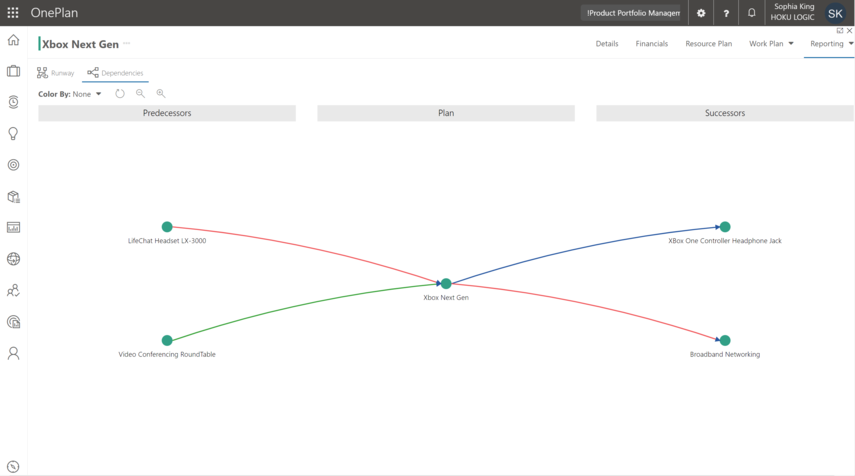 OnePlan
!Product Portfolio Managem
?
Sophia King
HOKU LOGIC
SK
Xbox Next Gen
Details
Financials
Resource Plan
Work Plan
Reporting
Runway
Dependencies
Color By: None
Predecessors
Plan
Successors
LifeChat Headset LX-3000
XBox One Controller Headphone Jack
Xbox Next Gen
Video Conferencing RoundTable
Broadband Networking